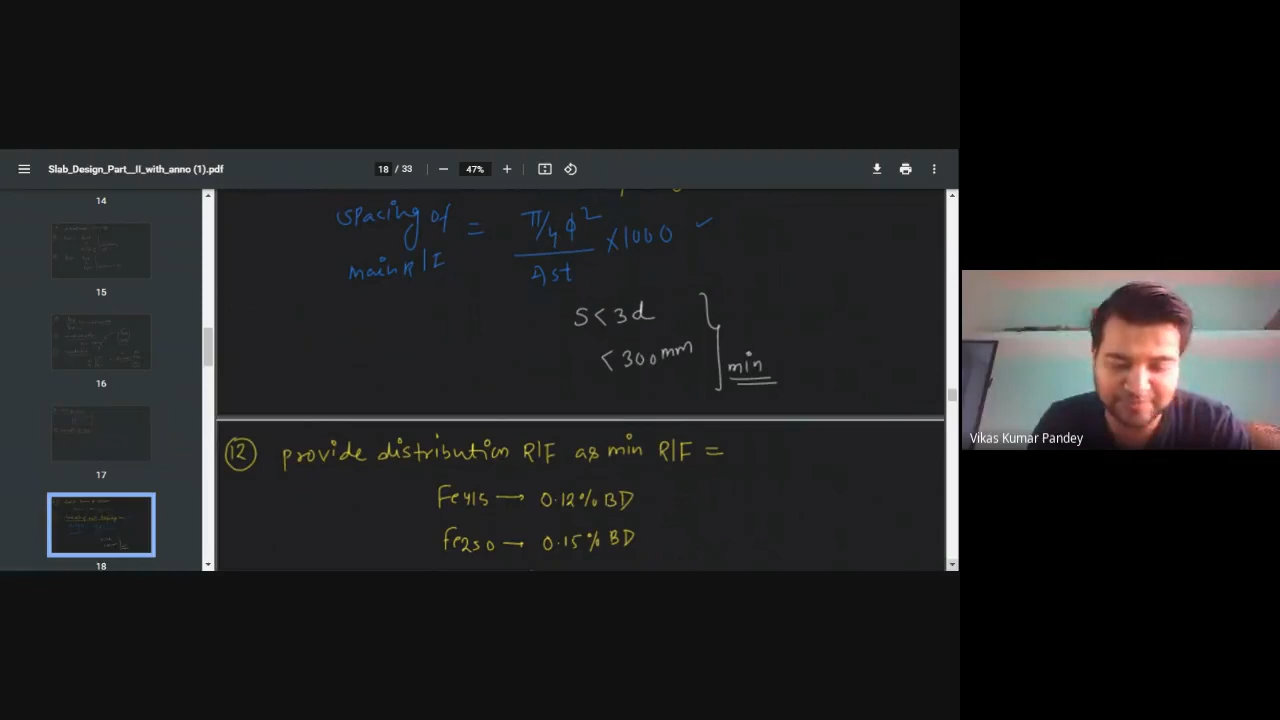 Slab_Design_Part__II_with_anno (1).pdf
18 / 33
47%
14
15
16
17
18
spacing of
main R/I
= π/4 φ² × 1000
Ast
S < 3d
< 300 mm
min
12 provide distribution R/F as min R/F =
Fe415 → 0.12% BD
Fe250 → 0.15% BD
Vikas Kumar Pandey